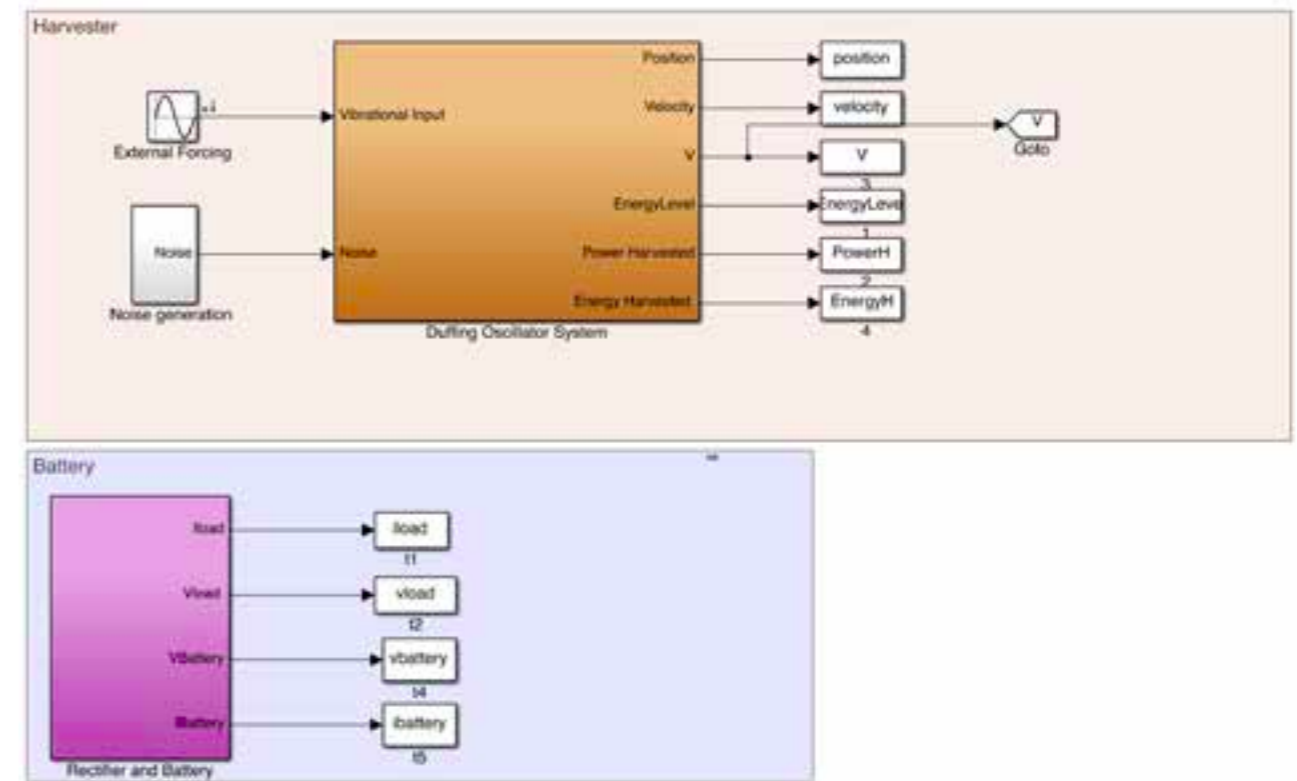 Harvester
External Forcing
Noise
Noise generation
Vibrational Input
Noise
Position
Velocity
V
EnergyLevel
Power Harvested
Energy Harvested
Duffing Oscillator System
position
velocity
V
3
EnergyLeve
1
PowerH
2
EnergyH
4
V
Goto
Battery
Iload
Vload
VBattery
IBattery
Rectifier and Battery
Iload
t1
vload
t2
vbattery
t4
ibattery
t5